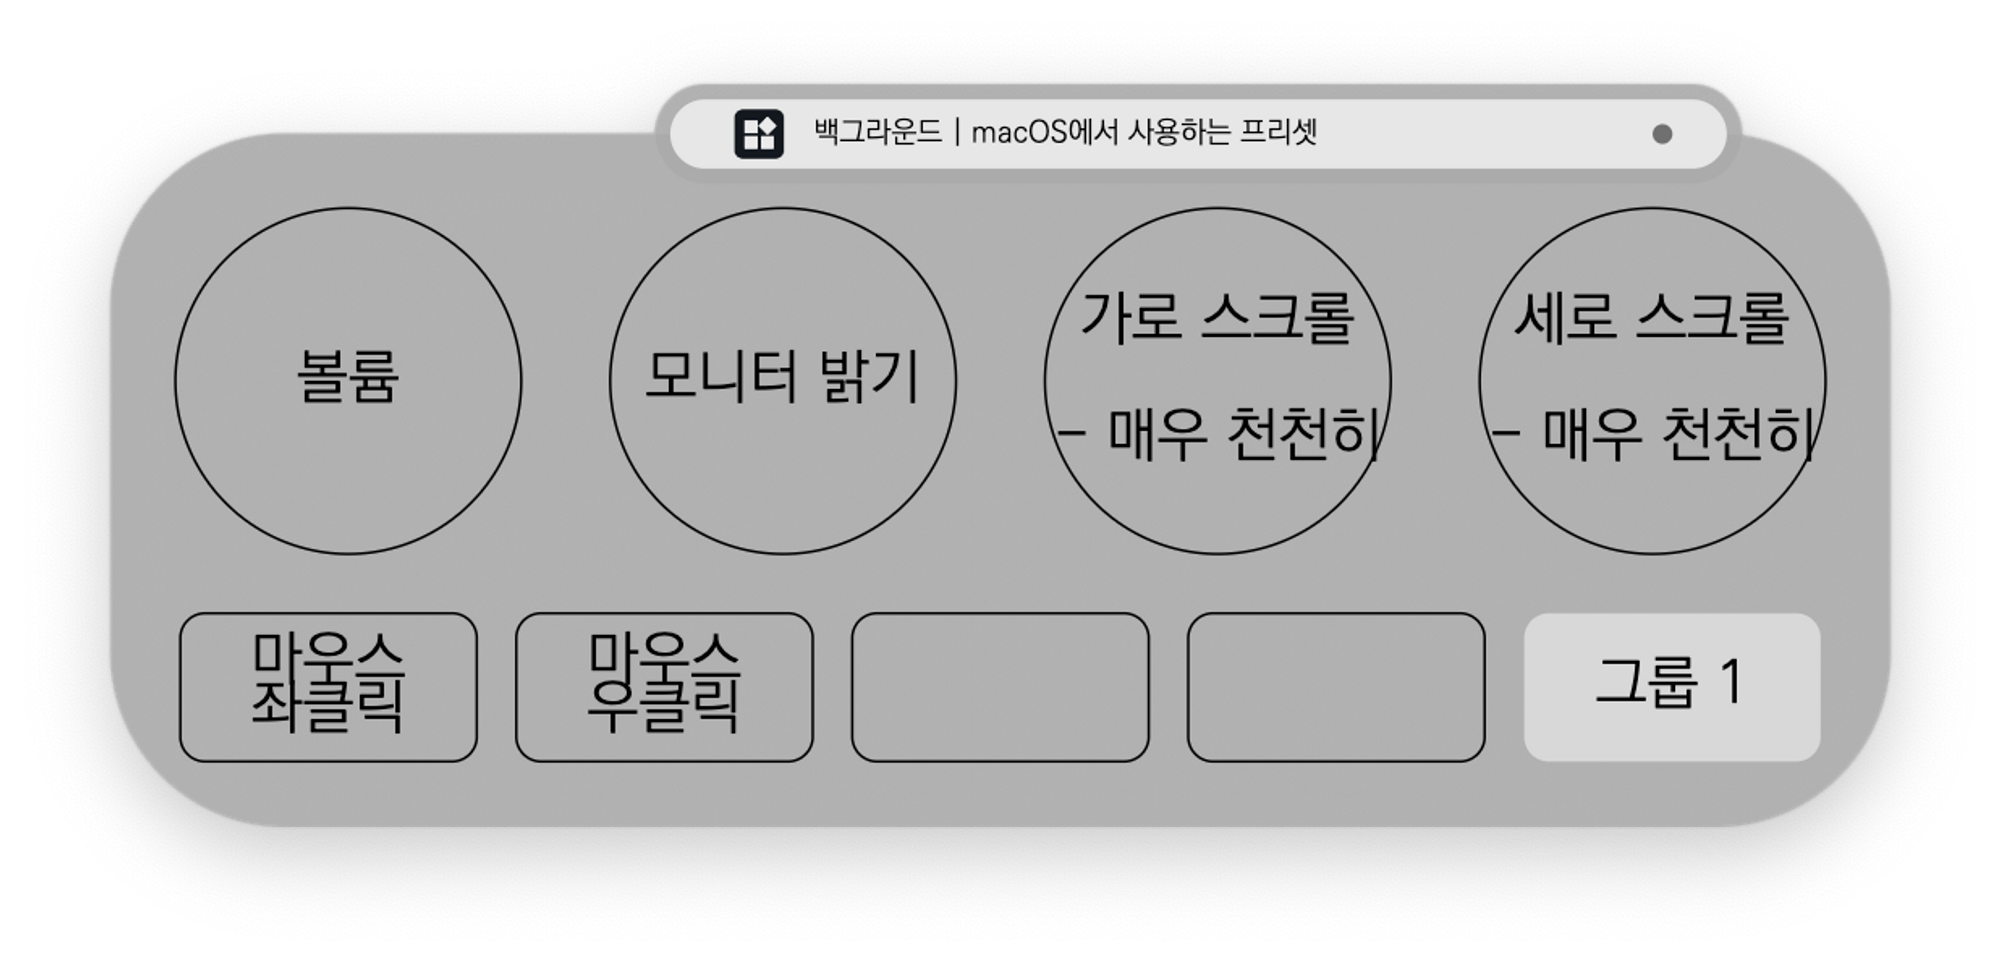 백그라운드 | macOS에서 사용하는 프리셋
볼륨
모니터 밝기
가로 스크롤
- 매우 천천히
세로 스크롤
- 매우 천천히
마우스
좌클릭
마우스
우클릭
그룹 1